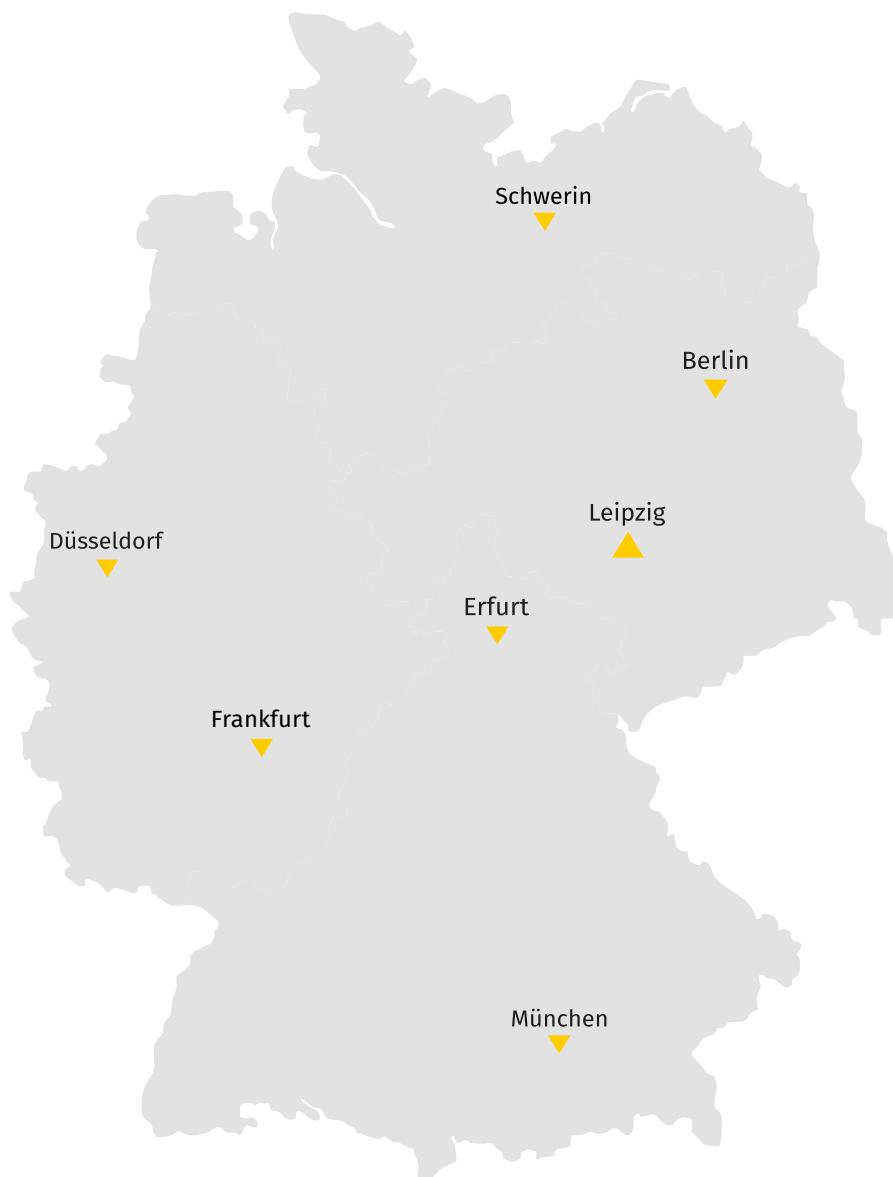 Schwerin
Berlin
Leipzig
Düsseldorf
Erfurt
Frankfurt
München